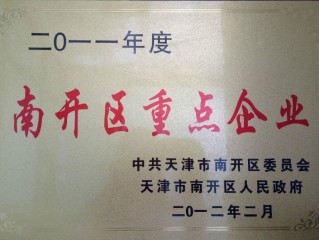 二0一一年度
南开区重点企业
中共天津市南开区委员会
天津市南开区人民政府
二0一二年二月